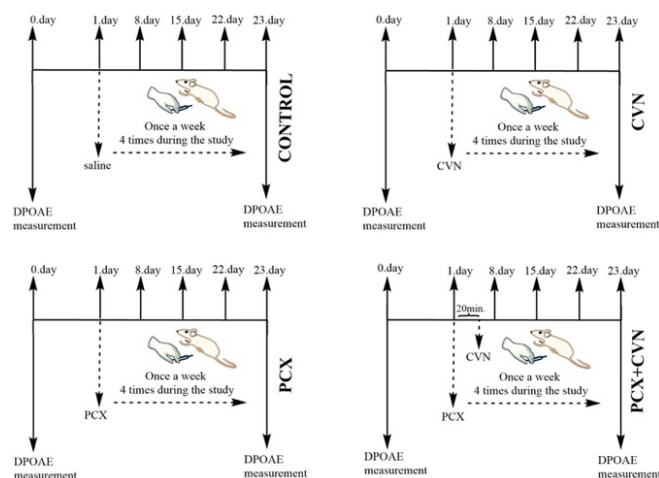 0.day
1.day
8.day
15.day
22.day
23.day
Once a week
4 times during the study
saline
DPOAE
measurement
DPOAE
measurement
CONTROL
0.day
1.day
8.day
15.day
22.day
23.day
Once a week
4 times during the study
CVN
DPOAE
measurement
DPOAE
measurement
CVN
0.day
1.day
8.day
15.day
22.day
23.day
Once a week
4 times during the study
PCX
DPOAE
measurement
DPOAE
measurement
PCX
0.day
1.day
8.day
15.day
22.day
23.day
20min.
CVN
Once a week
4 times during the study
PCX
DPOAE
measurement
DPOAE
measurement
PCX+CVN